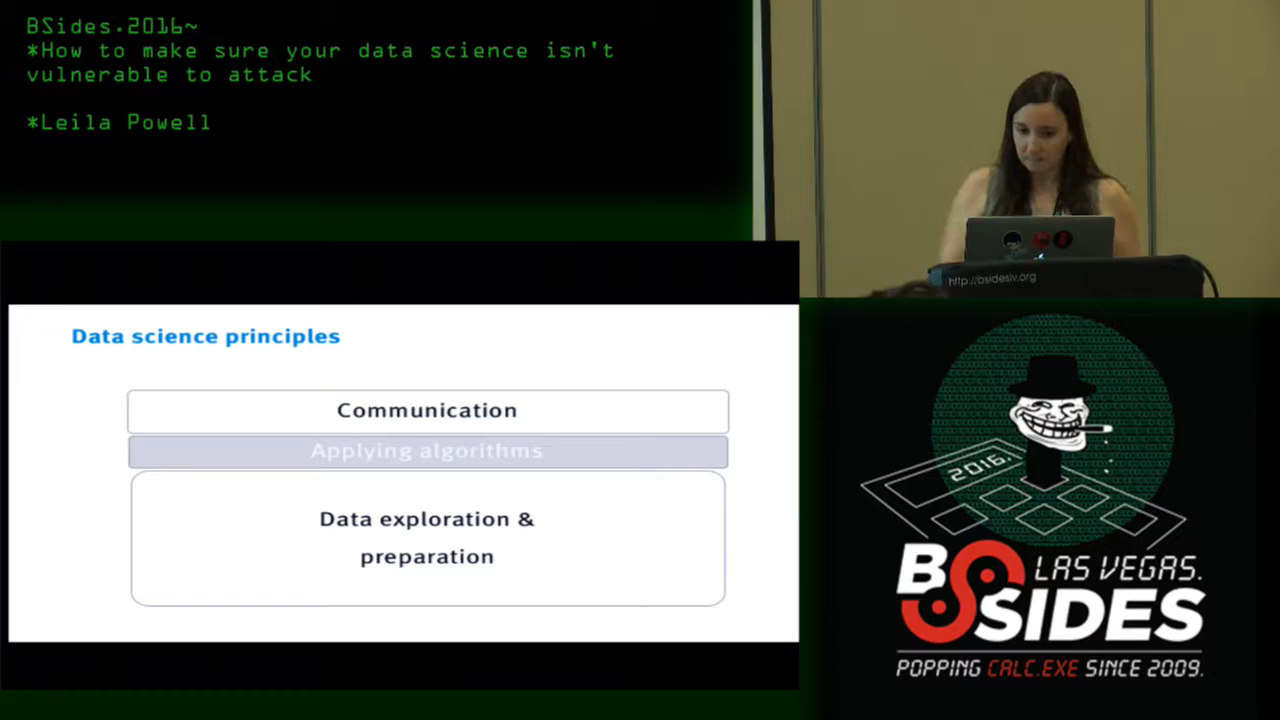 BSides.2016~
*How to make sure your data science isn't
vulnerable to attack
*Leila Powell
http://bsideslv.org
Data science principles
Communication
Applying algorithms
Data exploration &
preparation
2016.
BSIDES
LAS VEGAS.
POPPING CALC.EXE SINCE 2009.